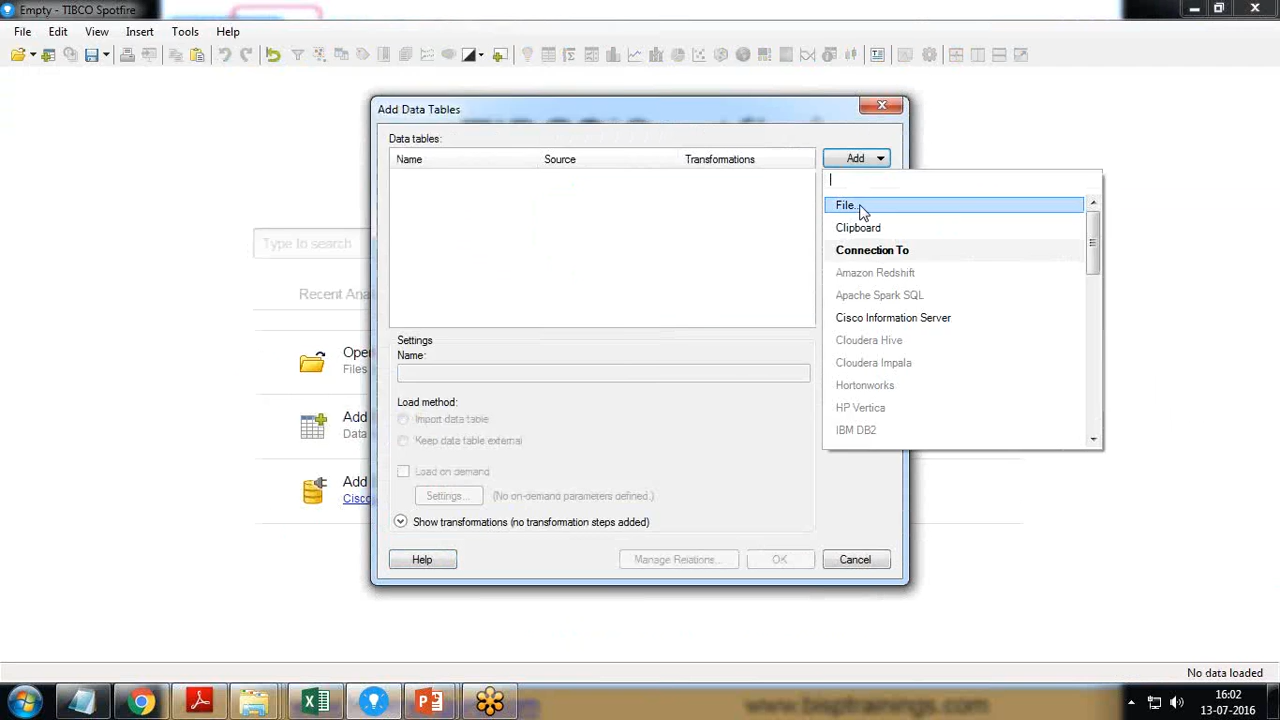 Empty - TIBCO Spotfire
File Edit View Insert Tools Help
Add Data Tables
Data tables:
Name Source Transformations
Add
File...
Clipboard
Connection To
Amazon Redshift
Apache Spark SQL
Cisco Information Server
Cloudera Hive
Cloudera Impala
Hortonworks
HP Vertica
IBM DB2
Type to search
Recent Ana
Open
Files
Add
Data
Add
Cisco
Settings
Name:
Load method:
Import data table
Keep data table external
Load on demand
Settings... (No on-demand parameters defined.)
Show transformations (no transformation steps added)
Help Manage Relations... OK Cancel
No data loaded
www.bisptrainings.com
16:02
13-07-2016